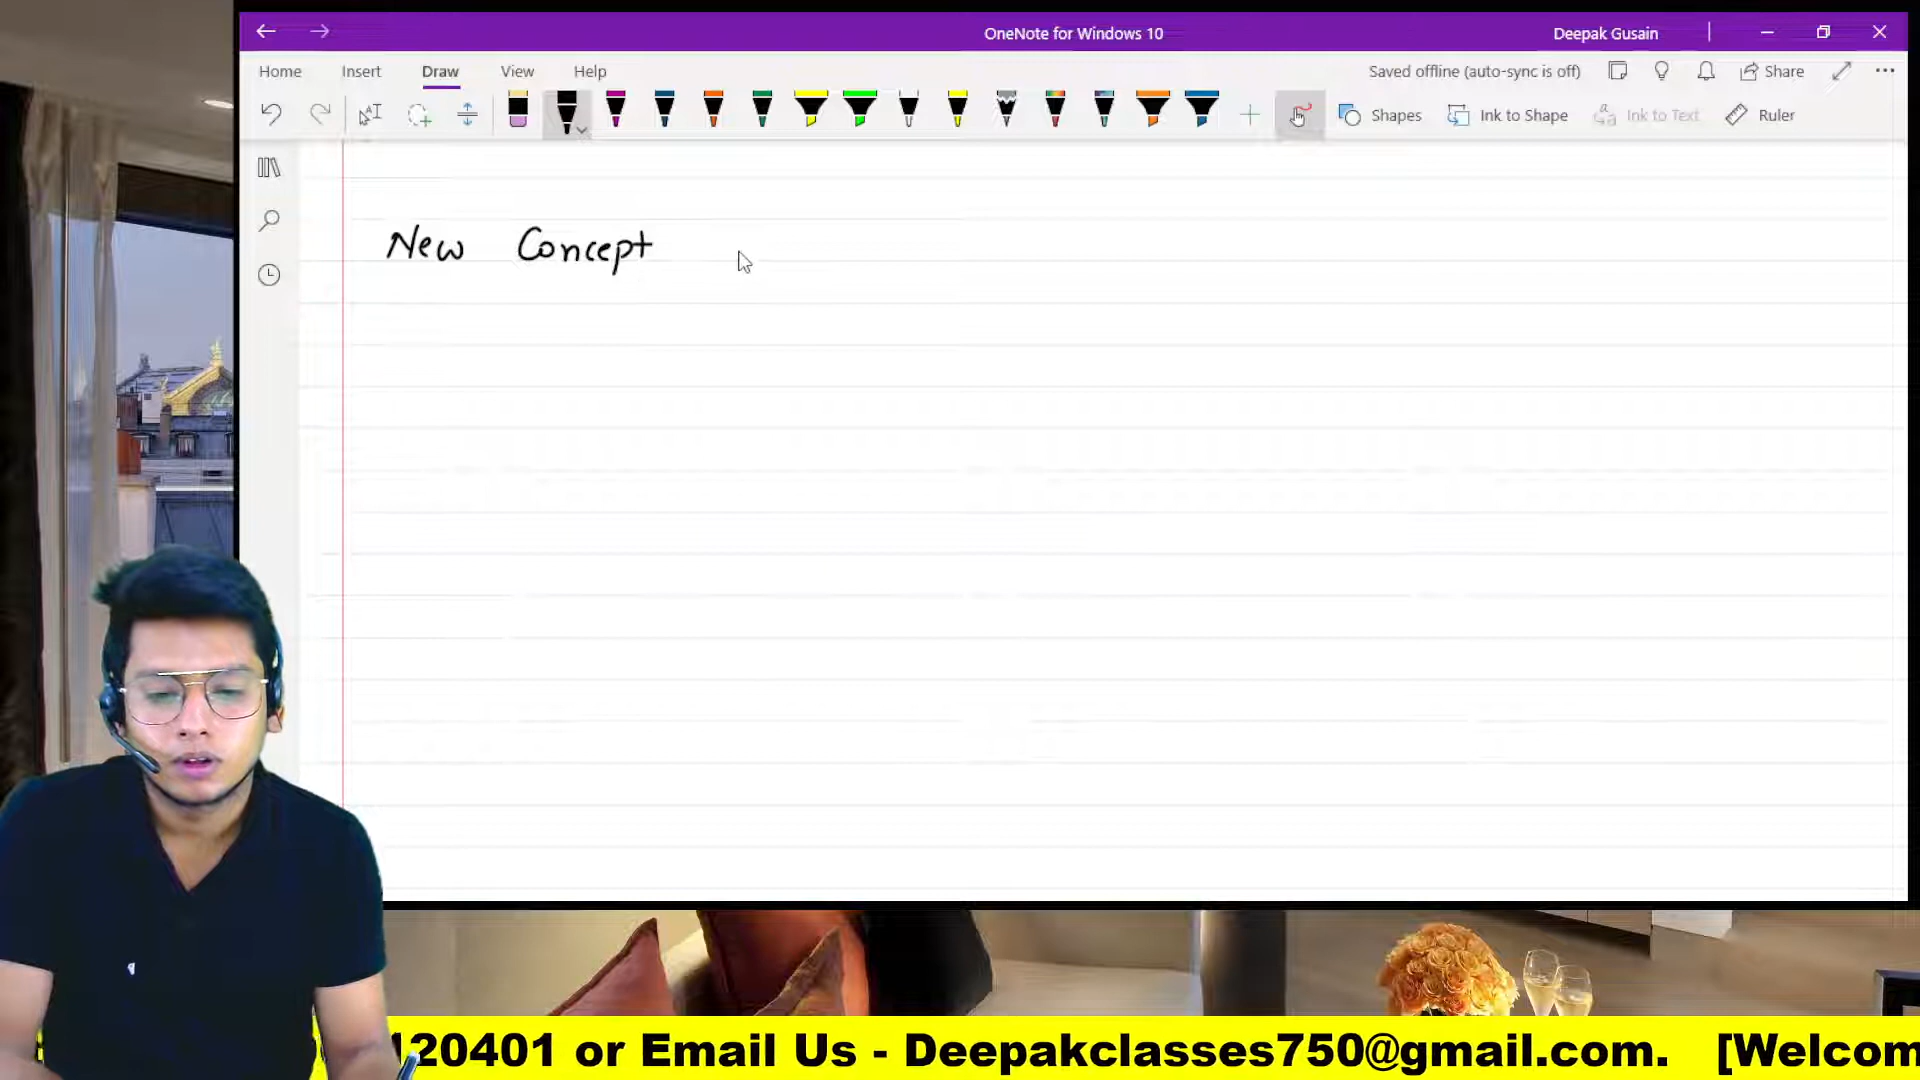 OneNote for Windows 10
Deepak Gusain
Home Insert Draw View Help
Saved offline (auto-sync is off) Share
Shapes Ink to Shape Ink to Text Ruler
New Concept
120401 or Email Us - Deepakclasses750@gmail.com. [Welcom